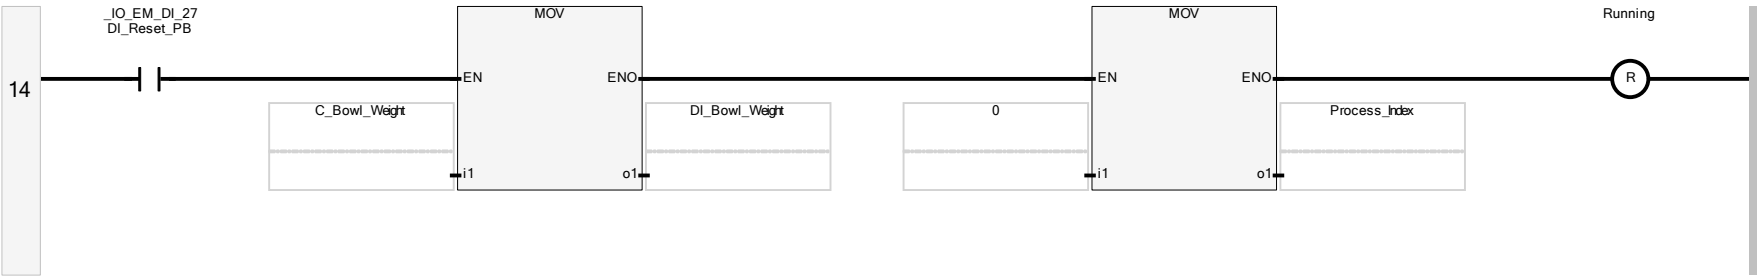 _IO_EM_DI_27
DI_Reset_PB
MOV
MOV
Running
14
EN
ENO
EN
ENO
R
C_Bowl_Weight
DI_Bowl_Weight
0
Process_Index
i1
o1
i1
o1